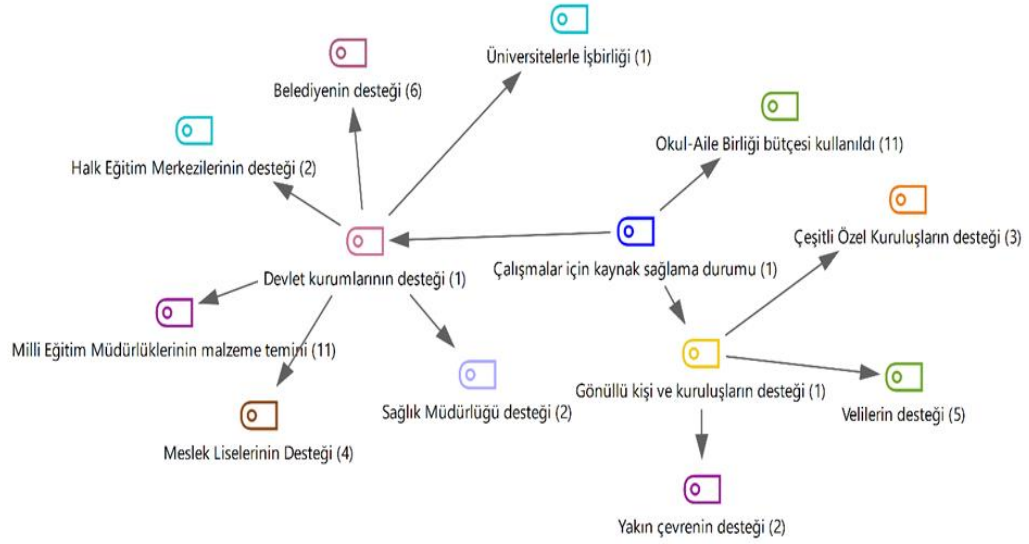 Üniversitelerle İşbirliği (1)
Belediyenin desteği (6)
Okul-Aile Birliği bütçesi kullanıldı (11)
Halk Eğitim Merkezilerinin desteği (2)
Çeşitli Özel Kuruluşların desteği (3)
Çalışmalar için kaynak sağlama durumu (1)
Devlet kurumlarının desteği (1)
Milli Eğitim Müdürlüklerinin malzeme temini (11)
Gönüllü kişi ve kuruluşların desteği (1)
Sağlık Müdürlüğü desteği (2)
Velilerin desteği (5)
Meslek Liselerinin Desteği (4)
Yakın çevrenin desteği (2)